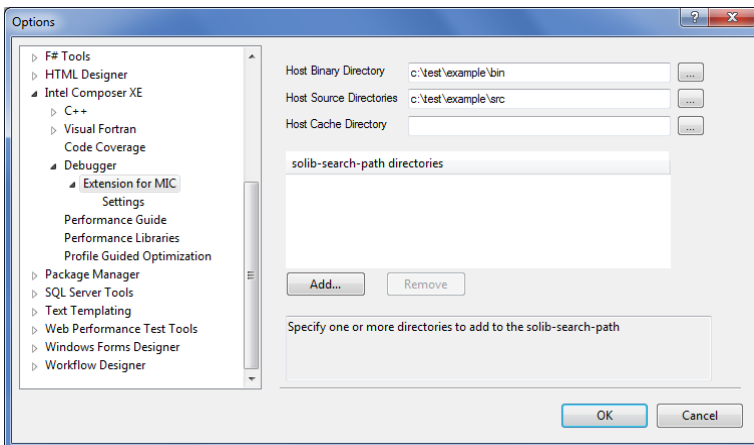 Options
F# Tools
HTML Designer
Intel Composer XE
C++
Visual Fortran
Code Coverage
Debugger
Extension for MIC
Settings
Performance Guide
Performance Libraries
Profile Guided Optimization
Package Manager
SQL Server Tools
Text Templating
Web Performance Test Tools
Windows Forms Designer
Workflow Designer
Host Binary Directory c:\test\example\bin ...
Host Source Directories c:\test\example\src ...
Host Cache Directory ...
solib-search-path directories
Add... Remove
Specify one or more directories to add to the solib-search-path
OK Cancel